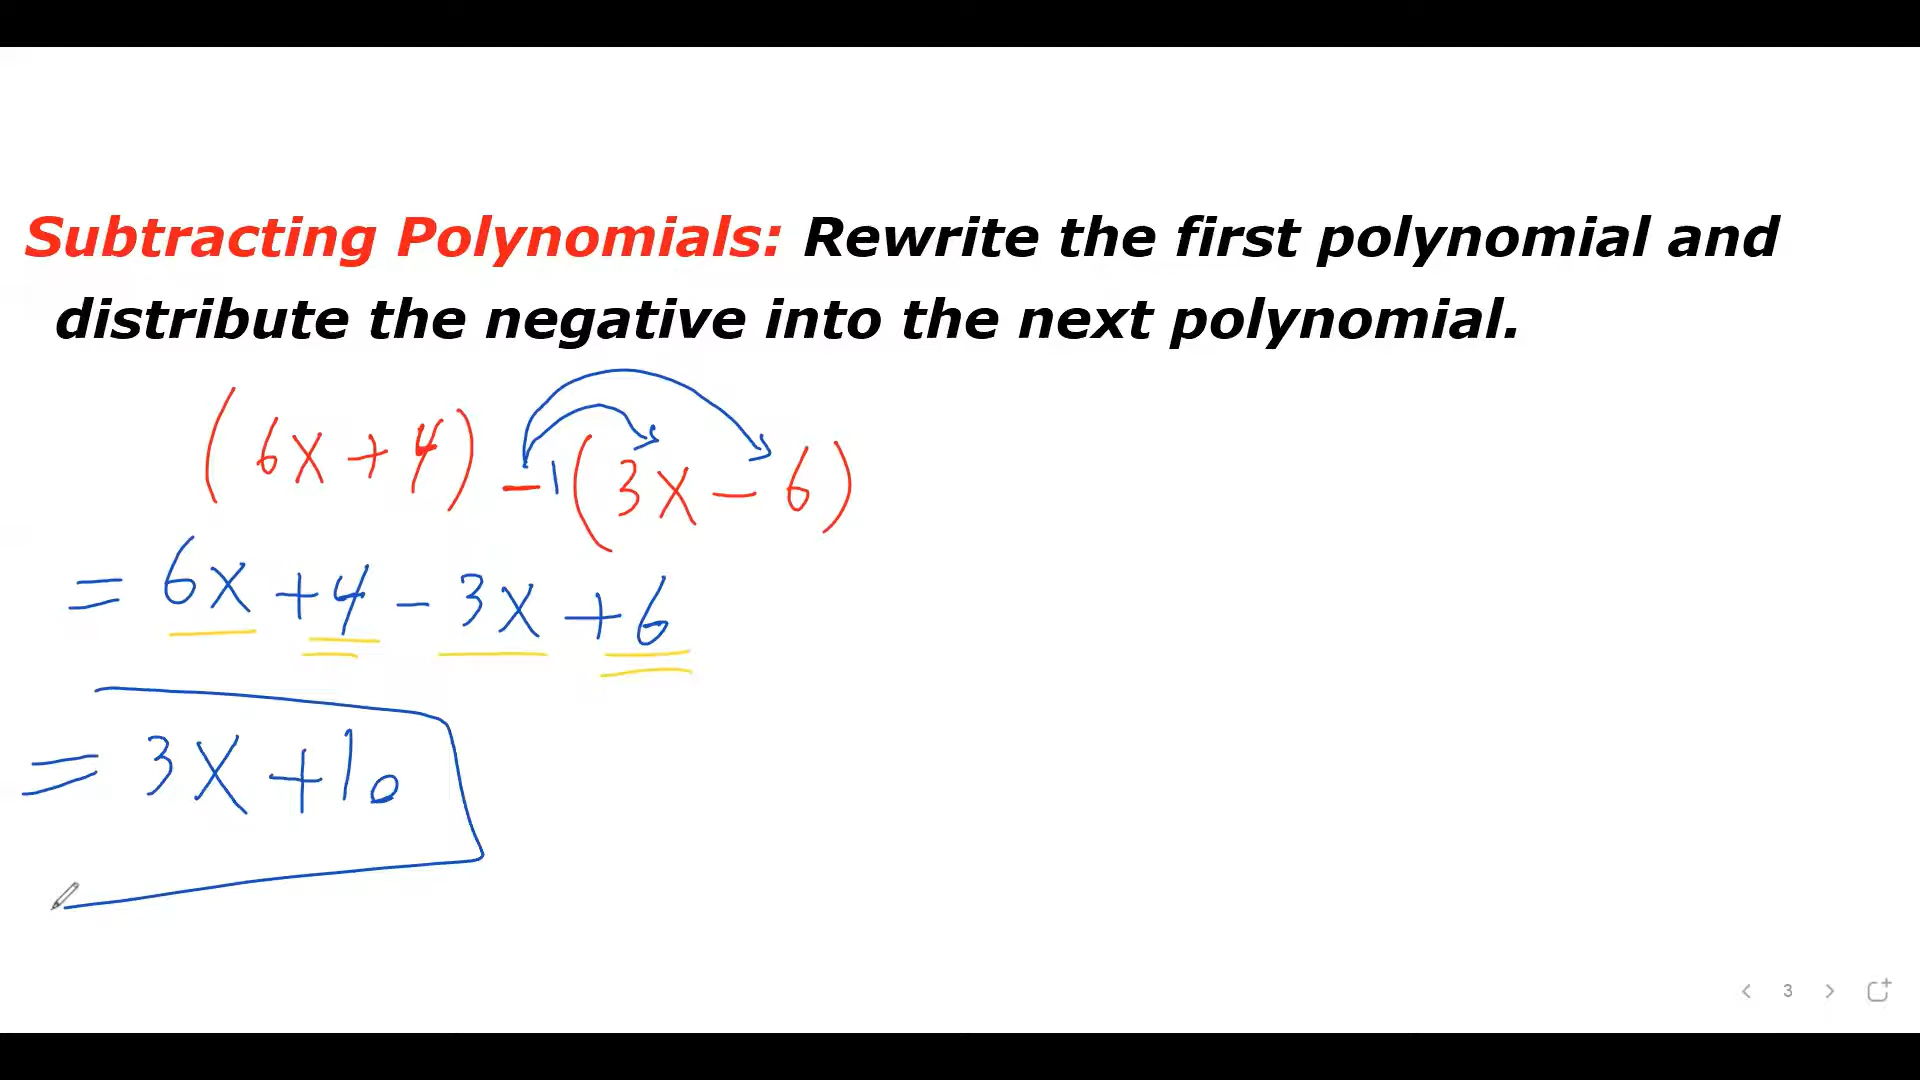 Subtracting Polynomials: Rewrite the first polynomial and
distribute the negative into the next polynomial.
(6x+4) -1(3x-6)
= 6x +4 - 3x +6
= 3x +10
3